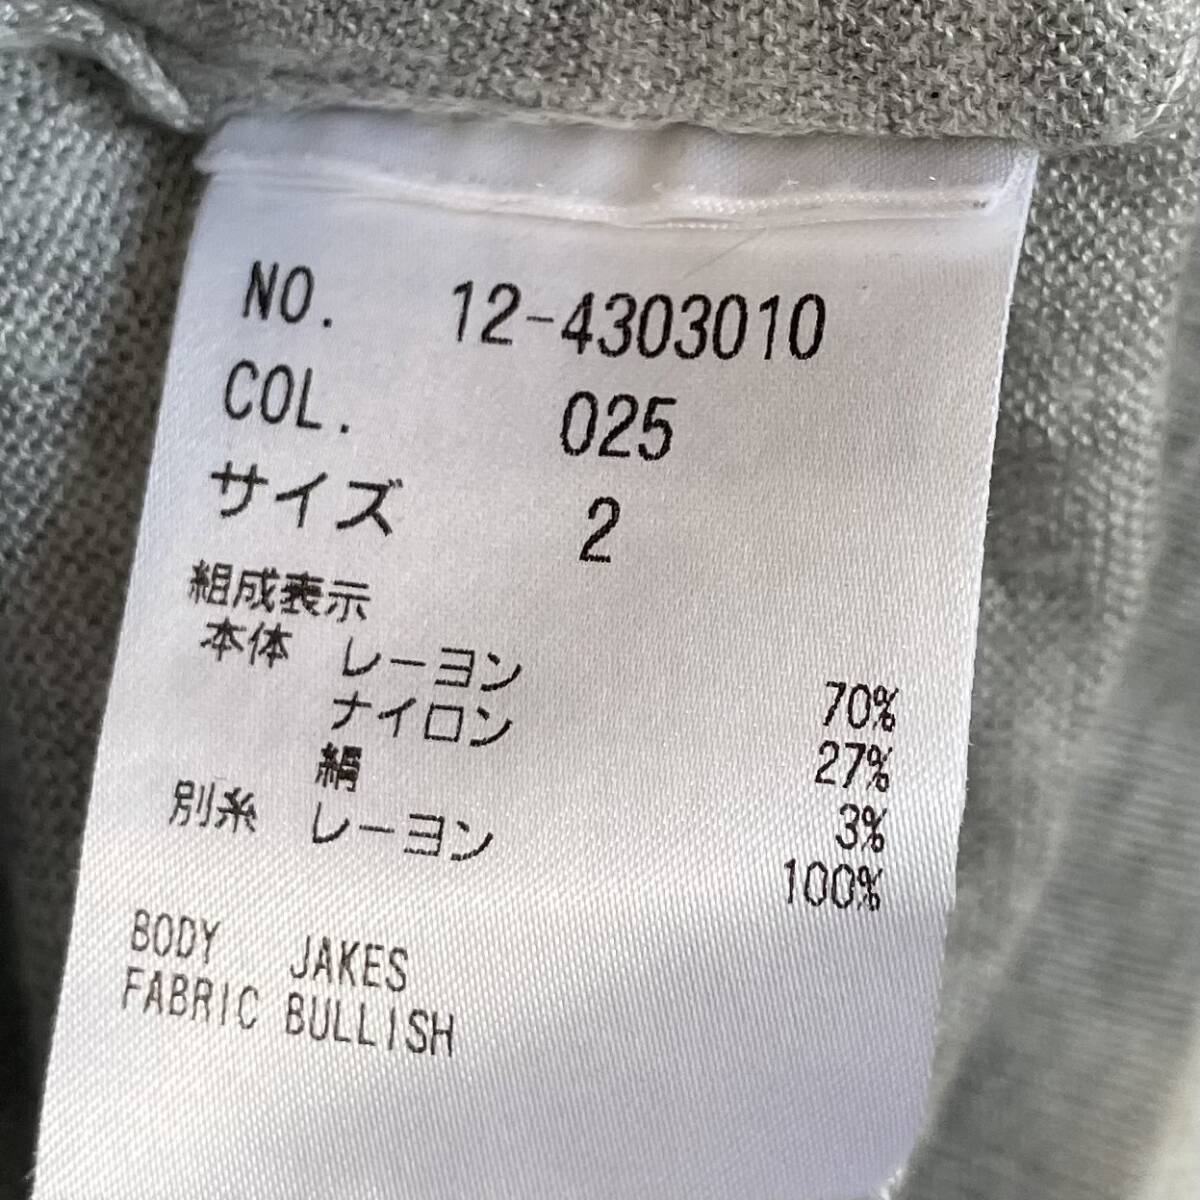 NO. 12-4303010
COL. 025
サイズ 2
組成表示
本体 レーヨン 70%
ナイロン 27%
絹 3%
別糸 レーヨン 100%
BODY JAKES
FABRIC BULLISH